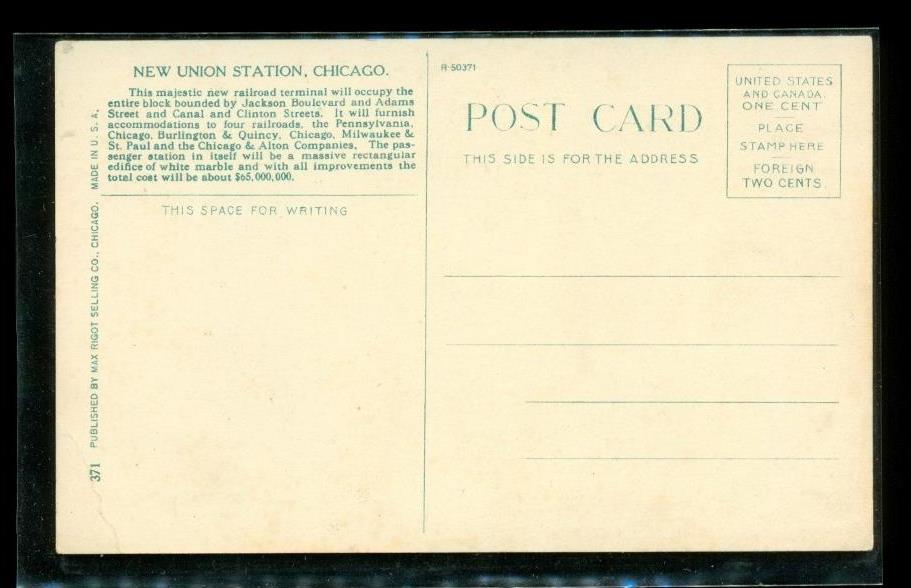 NEW UNION STATION, CHICAGO.
This majestic new railroad terminal will occupy the
entire block bounded by Jackson Boulevard and Adams
Street and Canal and Clinton Streets. It will furnish
accommodations to four railroads, the Pennsylvania,
Chicago, Burlington & Quincy, Chicago, Milwaukee &
St. Paul and the Chicago & Alton Companies. The pas-
senger station in itself will be a massive rectangular
edifice of white marble and with all improvements the
total cost will be about $65,000,000.
THIS SPACE FOR WRITING
371 PUBLISHED BY MAX RIGOT SELLING CO., CHICAGO. MADE IN U. S. A.
R-50371
POST CARD
THIS SIDE IS FOR THE ADDRESS
UNITED STATES
AND CANADA.
ONE CENT
PLACE
STAMP HERE
FOREIGN
TWO CENTS